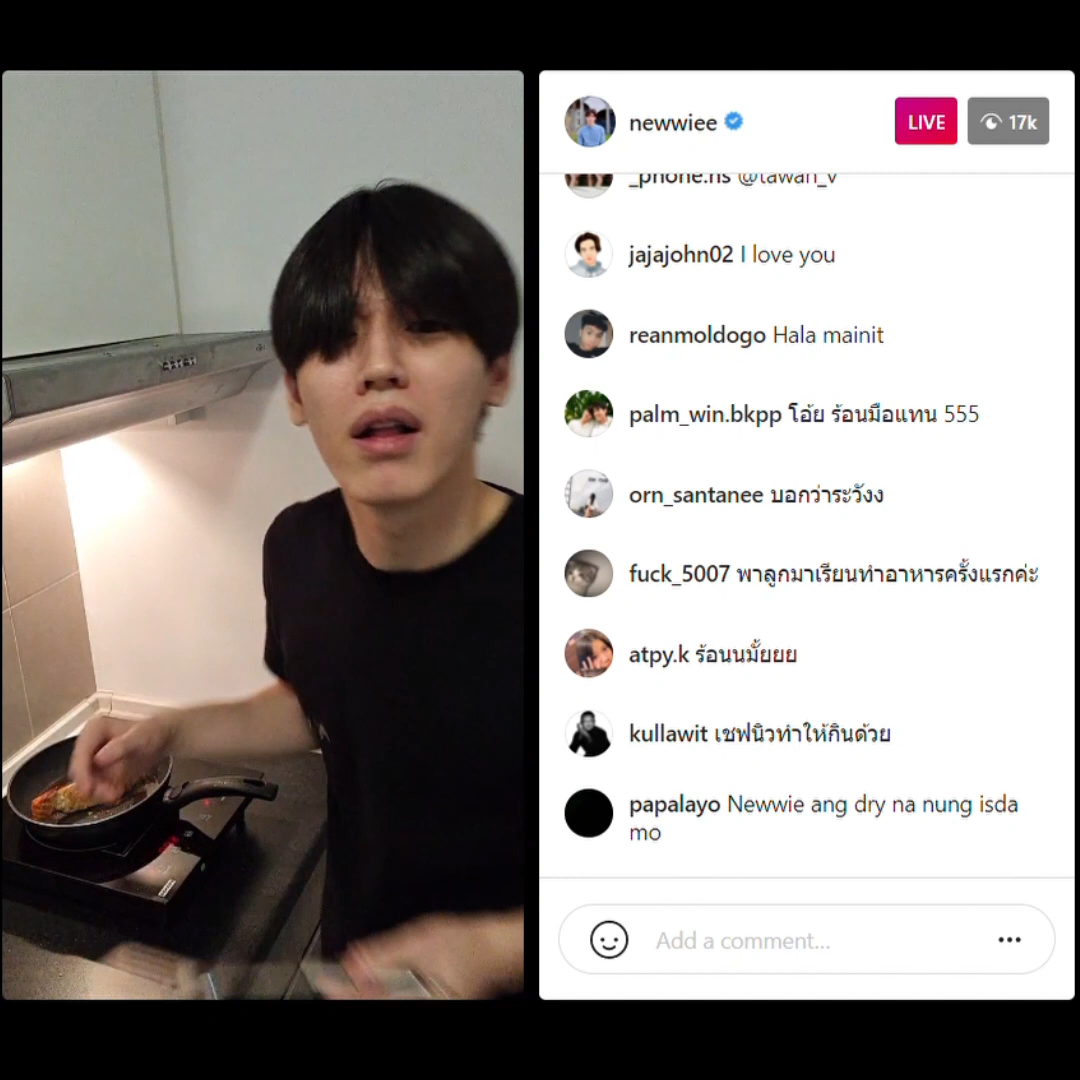 newwiee
LIVE
17k
_phone.ns @tawan_v
jajajohn02 I love you
reanmoldogo Hala mainit
palm_win.bkpp โอ้ย ร้อนมือแทน 555
orn_santanee บอกว่าระวังง
fuck_5007 พาลูกมาเรียนทำอาหารครั้งแรกค่ะ
atpy.k ร้อนนมั้ยยย
kullawit เชฟนิวทำให้กินด้วย
papalayo Newwie ang dry na nung isda
mo
Add a comment...